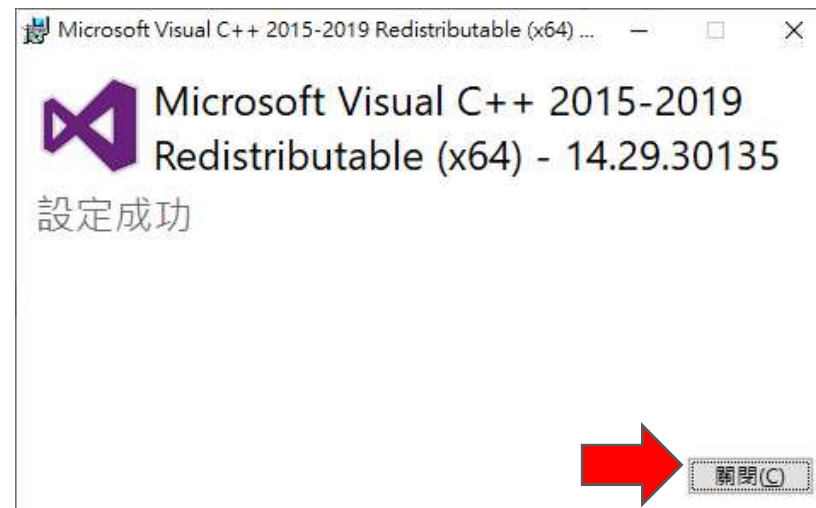 Microsoft Visual C++ 2015-2019 Redistributable (x64) ...
Microsoft Visual C++ 2015-2019
Redistributable (x64) - 14.29.30135
設定成功
關閉(C)